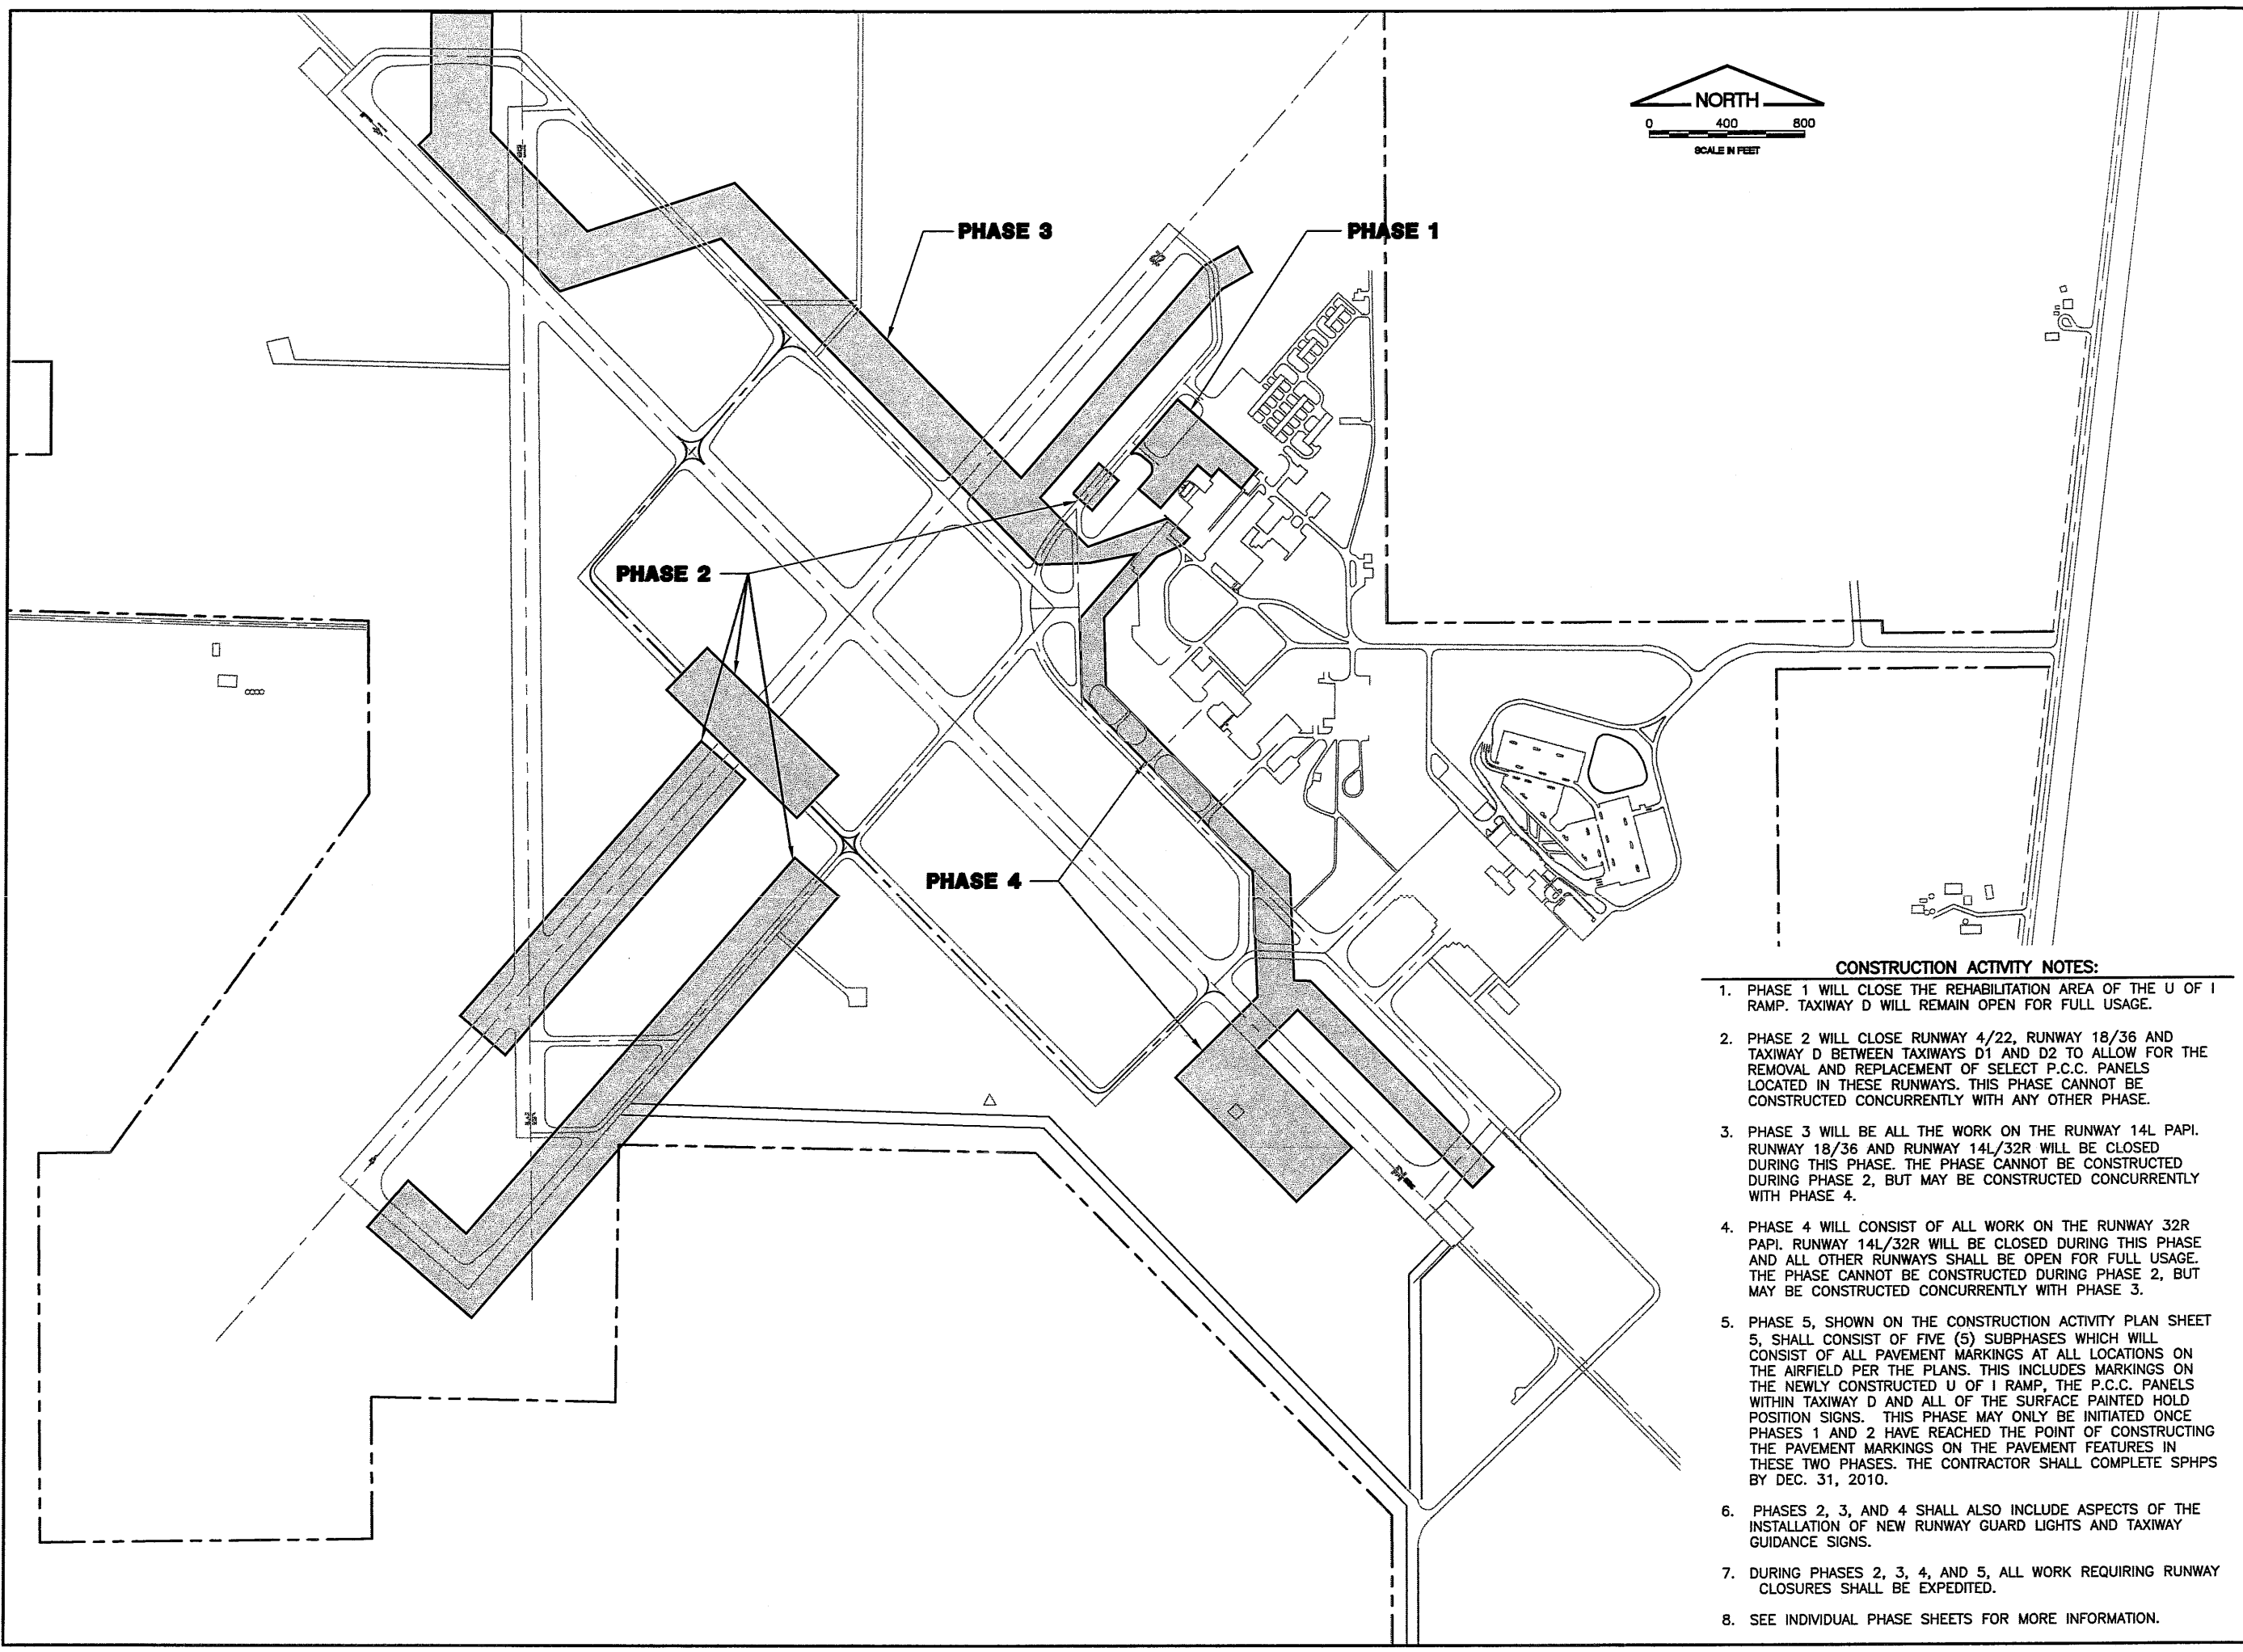 NORTH
0 400 800
SCALE IN FEET
PHASE 3
PHASE 1
PHASE 2
PHASE 4
CONSTRUCTION ACTIVITY NOTES:
1. PHASE 1 WILL CLOSE THE REHABILITATION AREA OF THE U OF I
RAMP. TAXIWAY D WILL REMAIN OPEN FOR FULL USAGE.
2. PHASE 2 WILL CLOSE RUNWAY 4/22, RUNWAY 18/36 AND
TAXIWAY D BETWEEN TAXIWAYS D1 AND D2 TO ALLOW FOR THE
REMOVAL AND REPLACEMENT OF SELECT P.C.C. PANELS
LOCATED IN THESE RUNWAYS. THIS PHASE CANNOT BE
CONSTRUCTED CONCURRENTLY WITH ANY OTHER PHASE.
3. PHASE 3 WILL BE ALL THE WORK ON THE RUNWAY 14L PAPI.
RUNWAY 18/36 AND RUNWAY 14L/32R WILL BE CLOSED
DURING THIS PHASE. THE PHASE CANNOT BE CONSTRUCTED
DURING PHASE 2, BUT MAY BE CONSTRUCTED CONCURRENTLY
WITH PHASE 4.
4. PHASE 4 WILL CONSIST OF ALL WORK ON THE RUNWAY 32R
PAPI. RUNWAY 14L/32R WILL BE CLOSED DURING THIS PHASE
AND ALL OTHER RUNWAYS SHALL BE OPEN FOR FULL USAGE.
THE PHASE CANNOT BE CONSTRUCTED DURING PHASE 2, BUT
MAY BE CONSTRUCTED CONCURRENTLY WITH PHASE 3.
5. PHASE 5, SHOWN ON THE CONSTRUCTION ACTIVITY PLAN SHEET
5, SHALL CONSIST OF FIVE (5) SUBPHASES WHICH WILL
CONSIST OF ALL PAVEMENT MARKINGS AT ALL LOCATIONS ON
THE AIRFIELD PER THE PLANS. THIS INCLUDES MARKINGS ON
THE NEWLY CONSTRUCTED U OF I RAMP, THE P.C.C. PANELS
WITHIN TAXIWAY D AND ALL OF THE SURFACE PAINTED HOLD
POSITION SIGNS. THIS PHASE MAY ONLY BE INITIATED ONCE
PHASES 1 AND 2 HAVE REACHED THE POINT OF CONSTRUCTING
THE PAVEMENT MARKINGS ON THE PAVEMENT FEATURES IN
THESE TWO PHASES. THE CONTRACTOR SHALL COMPLETE SPHPS
BY DEC. 31, 2010.
6. PHASES 2, 3, AND 4 SHALL ALSO INCLUDE ASPECTS OF THE
INSTALLATION OF NEW RUNWAY GUARD LIGHTS AND TAXIWAY
GUIDANCE SIGNS.
7. DURING PHASES 2, 3, 4, AND 5, ALL WORK REQUIRING RUNWAY
CLOSURES SHALL BE EXPEDITED.
8. SEE INDIVIDUAL PHASE SHEETS FOR MORE INFORMATION.